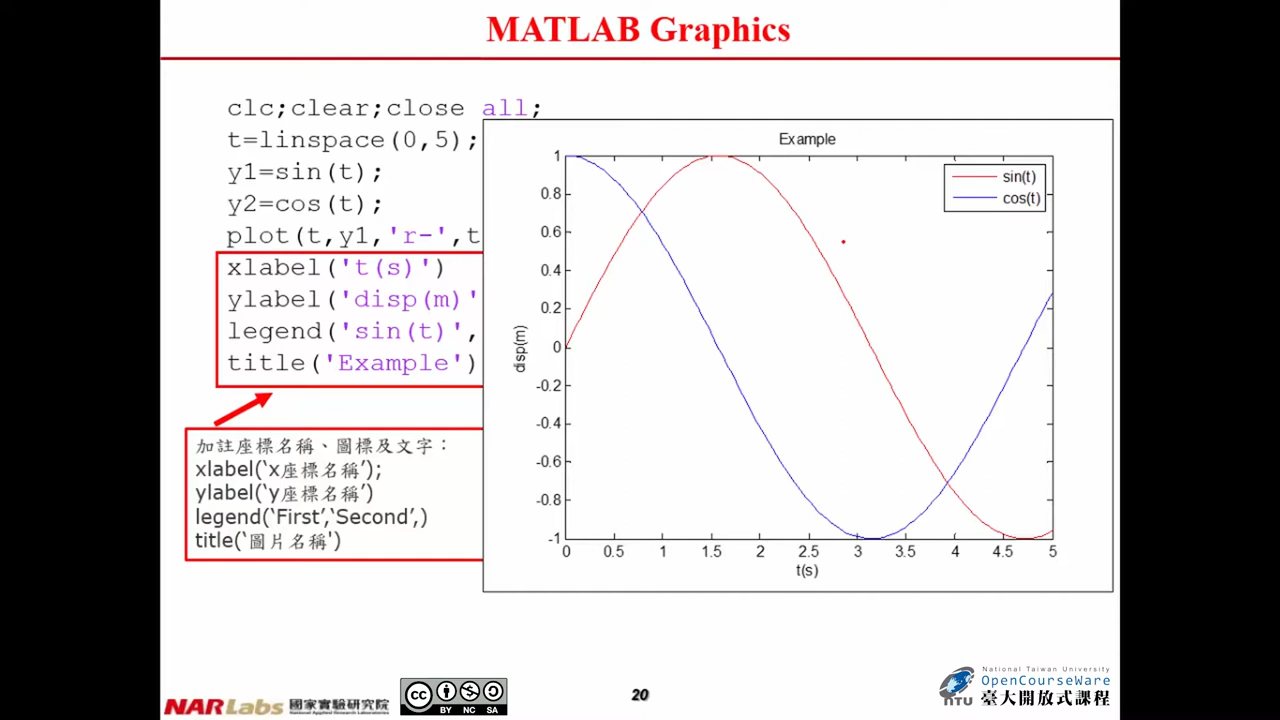 MATLAB Graphics
clc;clear;close all;
t=linspace(0,5);
y1=sin(t);
y2=cos(t);
plot(t,y1,'r-',t
xlabel('t(s)')
ylabel('disp(m)'
legend('sin(t)',
title('Example')
加註座標名稱、圖標及文字：
xlabel(‘x座標名稱’);
ylabel(‘y座標名稱’)
legend(‘First’,‘Second’,)
title(‘圖片名稱')
Example
sin(t)
cos(t)
1
0.8
0.6
0.4
0.2
0
-0.2
-0.4
-0.6
-0.8
-1
disp(m)
0 0.5 1 1.5 2 2.5 3 3.5 4 4.5 5
t(s)
NARLabs 國家實驗研究院
National Applied Research Laboratories
CC BY NC SA
20
National Taiwan University
OpenCourseWare
NTU 臺大開放式課程